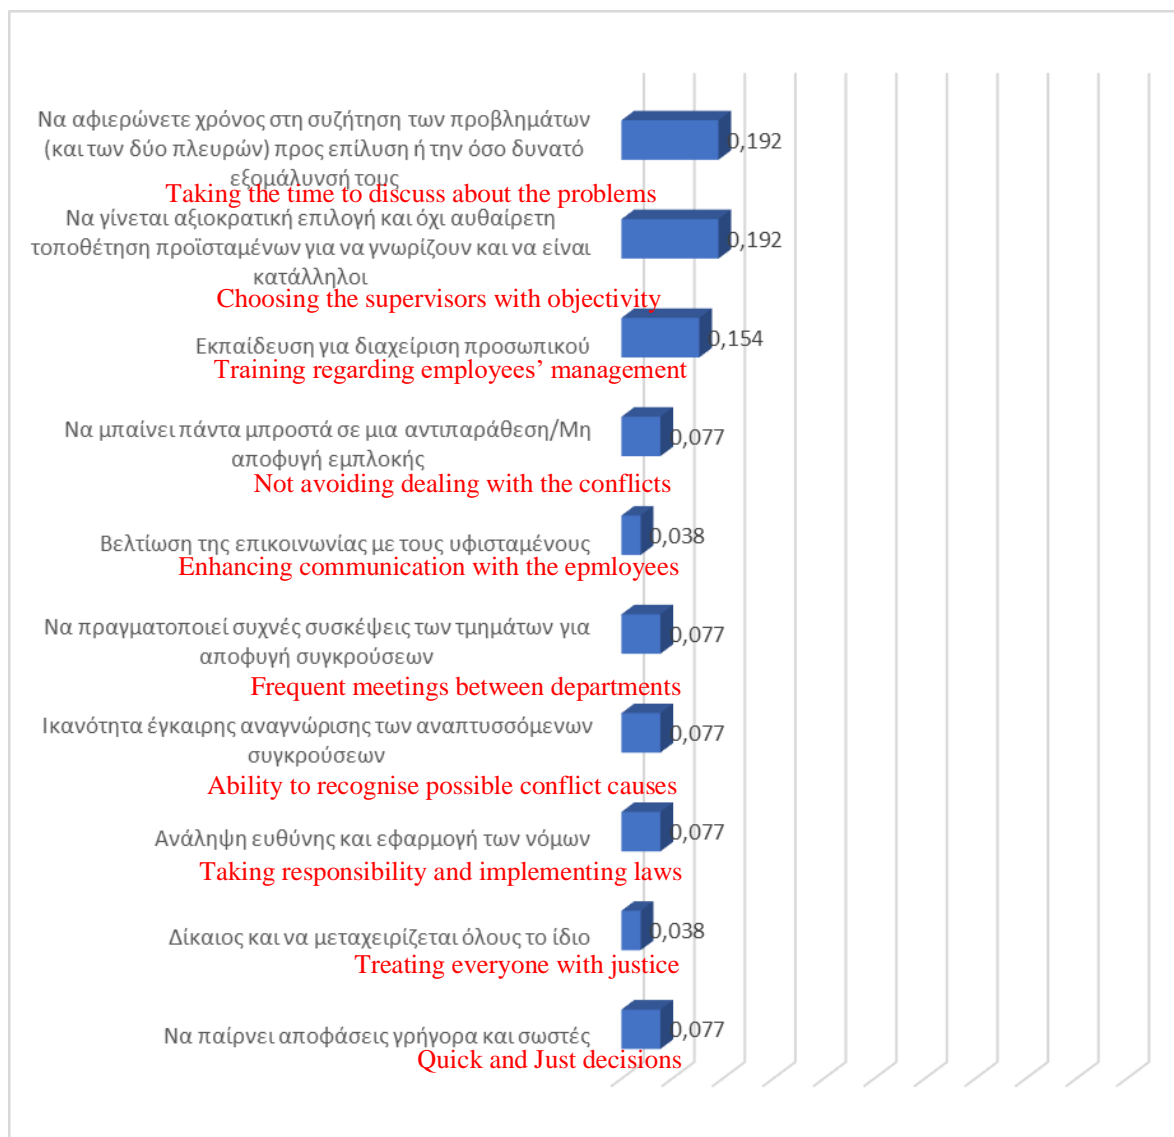 Να αφιερώνετε χρόνος στη συζήτηση των προβλημάτων
(και των δύο πλευρών) προς επίλυση ή την όσο δυνατό
εξομάλυνσή τους
0,192
Taking the time to discuss about the problems
Να γίνεται αξιοκρατική επιλογή και όχι αυθαίρετη
τοποθέτηση προϊσταμένων για να γνωρίζουν και να είναι
κατάλληλοι
0,192
Choosing the supervisors with objectivity
Εκπαίδευση για διαχείριση προσωπικού
0,154
Training regarding employees’ management
Να μπαίνει πάντα μπροστά σε μια αντιπαράθεση/Μη
αποφυγή εμπλοκής
0,077
Not avoiding dealing with the conflicts
Βελτίωση της επικοινωνίας με τους υφισταμένους
0,038
Enhancing communication with the epmloyees
Να πραγματοποιεί συχνές συσκέψεις των τμημάτων για
αποφυγή συγκρούσεων
0,077
Frequent meetings between departments
Ικανότητα έγκαιρης αναγνώρισης των αναπτυσσόμενων
συγκρούσεων
0,077
Ability to recognise possible conflict causes
Ανάληψη ευθύνης και εφαρμογή των νόμων
0,077
Taking responsibility and implementing laws
Δίκαιος και να μεταχειρίζεται όλους το ίδιο
0,038
Treating everyone with justice
Να παίρνει αποφάσεις γρήγορα και σωστές
0,077
Quick and Just decisions